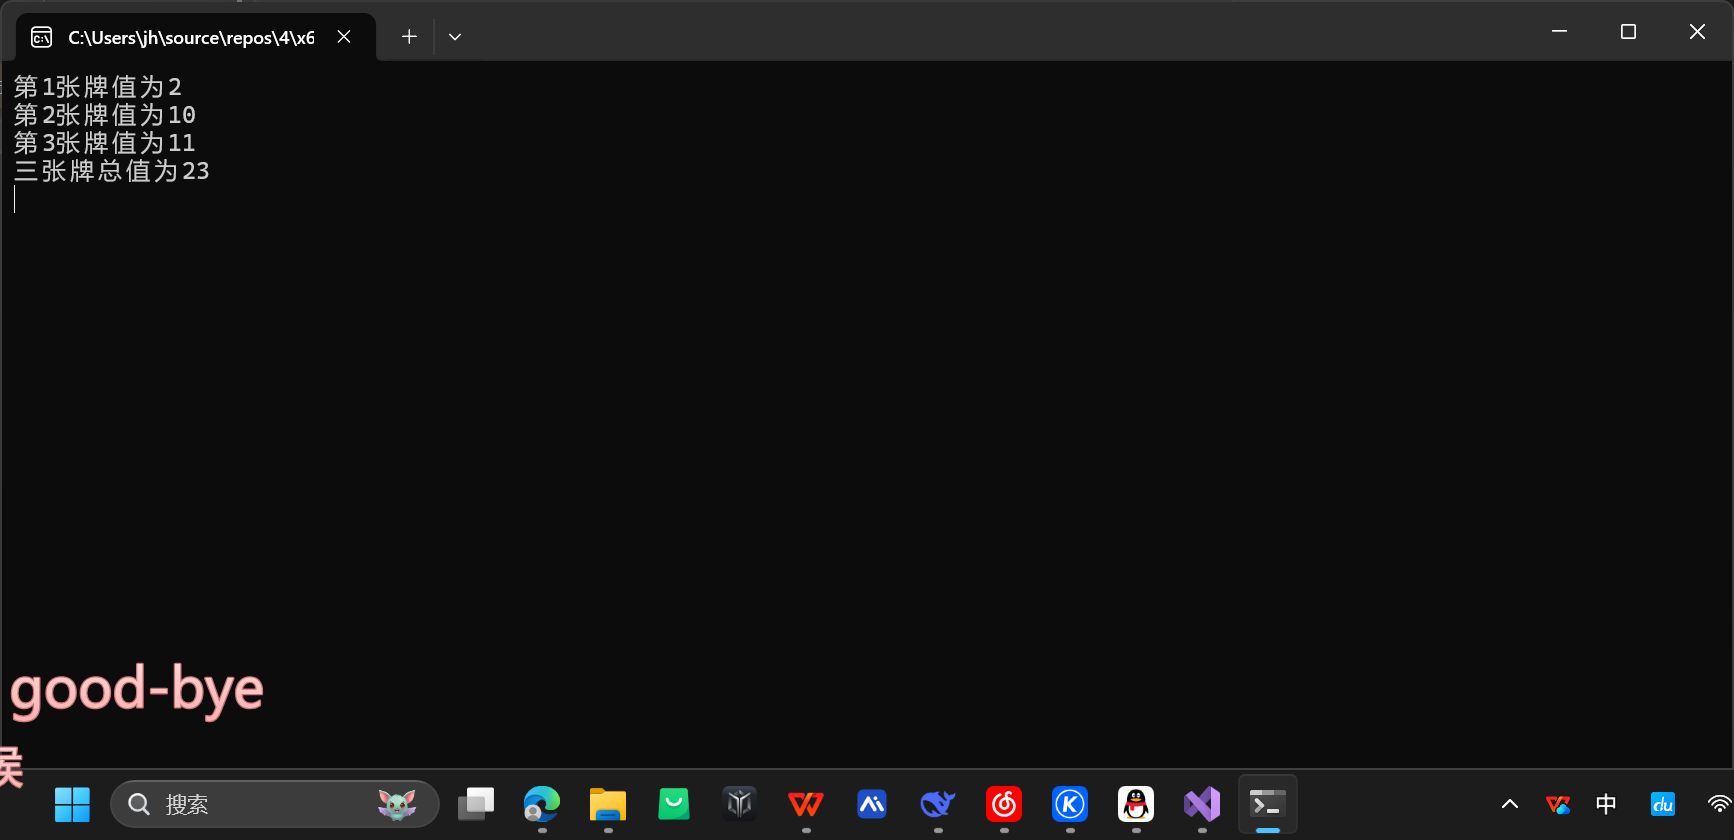 C:\Users\jh\source\repos\4\x6
第1张牌值为2
第2张牌值为10
第3张牌值为11
三张牌总值为23
good-bye
搜索
中